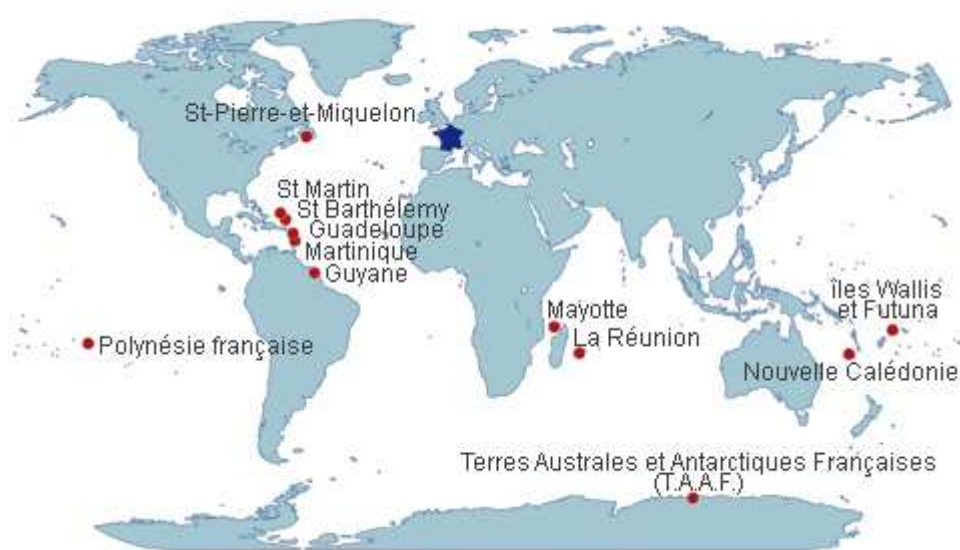 St-Pierre-et-Miquelon
St Martin
St Barthélemy
Guadeloupe
Martinique
Guyane
îles Wallis
et Futuna
Mayotte
La Réunion
Polynésie française
Nouvelle Calédonie
Terres Australes et Antarctiques Françaises
(T.A.A.F.)